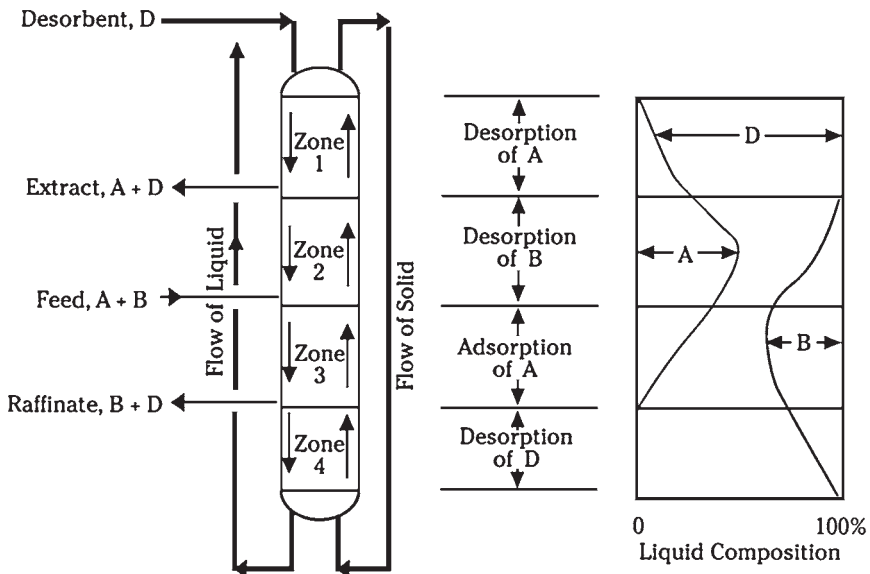 Desorbent, D
Extract, A + D
Feed, A + B
Raffinate, B + D
Flow of Liquid
Zone
1
Zone
2
Zone
3
Zone
4
Flow of Solid
Desorption
of A
Desorption
of B
Adsorption
of A
Desorption
of D
D
A
B
0 100%
Liquid Composition